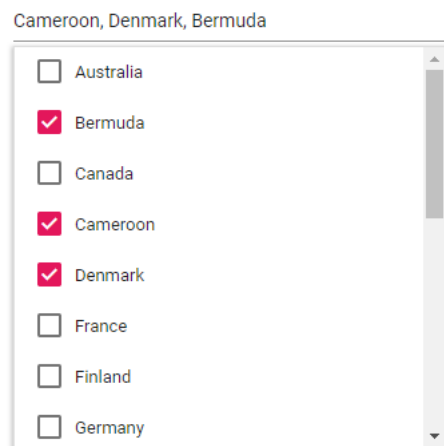 Cameroon, Denmark, Bermuda
Australia
Bermuda
Canada
Cameroon
Denmark
France
Finland
Germany